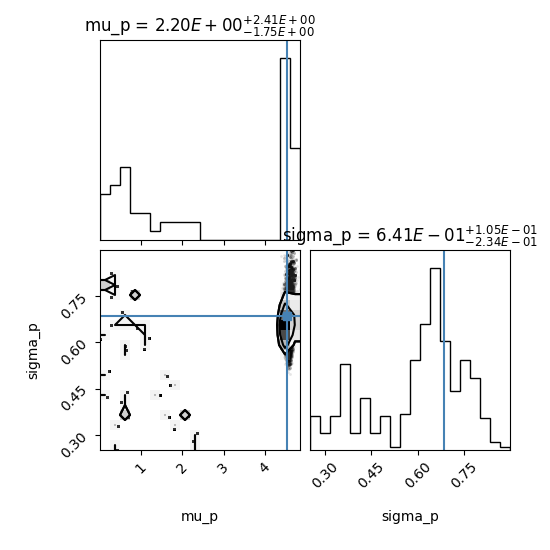 mu_p = 2.20E + 00+2.41E+00−1.75E+00
sigma_p = 6.41E − 01+1.05E−01−2.34E−01
sigma_p
0.75
0.60
0.45
0.30
1 2 3 4
0.30 0.45 0.60 0.75
mu_p
sigma_p